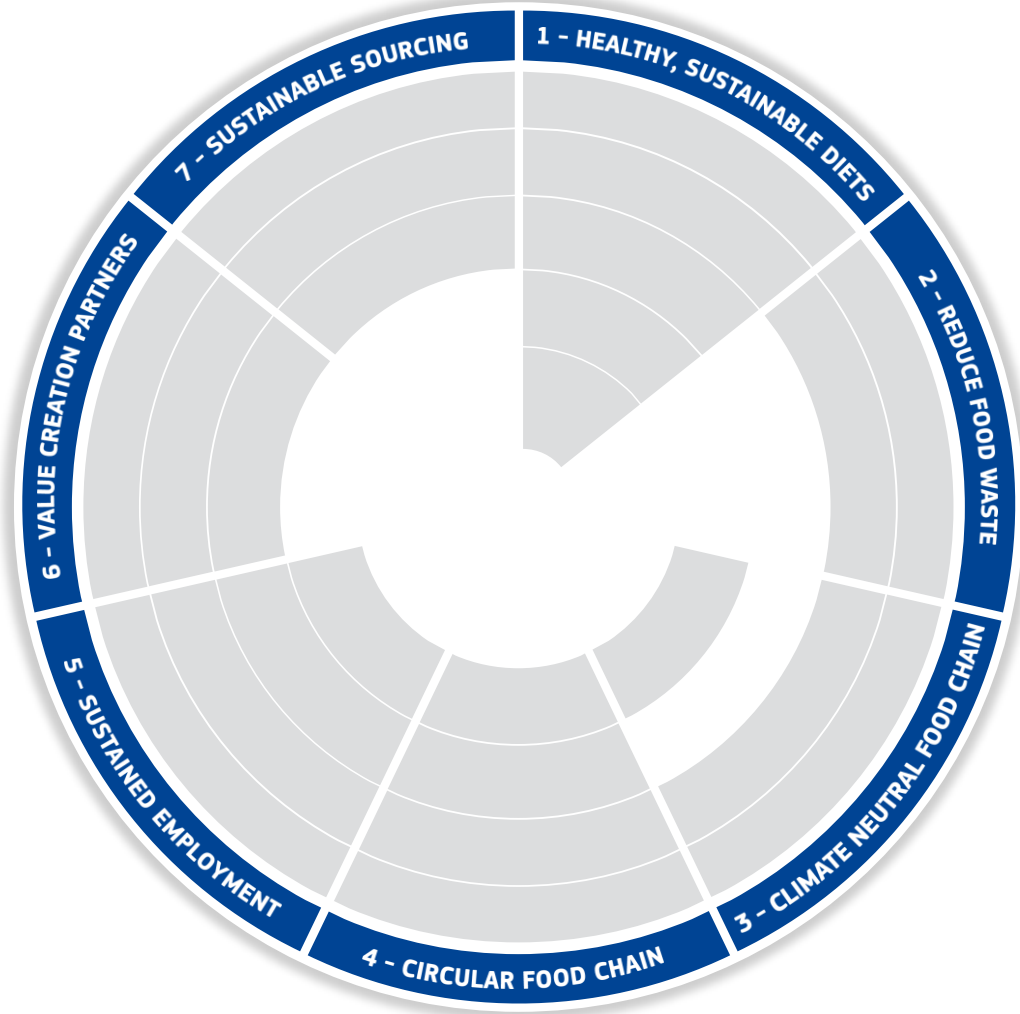 1 – HEALTHY, SUSTAINABLE DIETS
2 – REDUCE FOOD WASTE
3 – CLIMATE NEUTRAL FOOD CHAIN
4 – CIRCULAR FOOD CHAIN
5 – SUSTAINED EMPLOYMENT
6 – VALUE CREATION PARTNERS
7 – SUSTAINABLE SOURCING